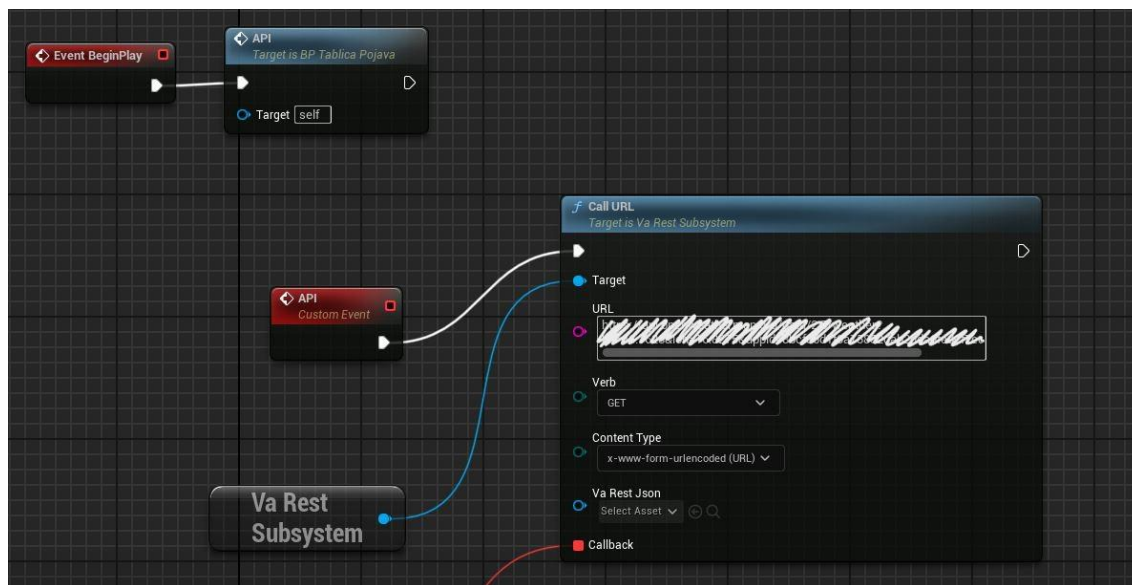 Event BeginPlay
API
Target is BP Tablica Pojava
Target self
API
Custom Event
Va Rest
Subsystem
Call URL
Target is Va Rest Subsystem
Target
URL
Verb
GET
Content Type
x-www-form-urlencoded (URL)
Va Rest Json
Select Asset
Callback